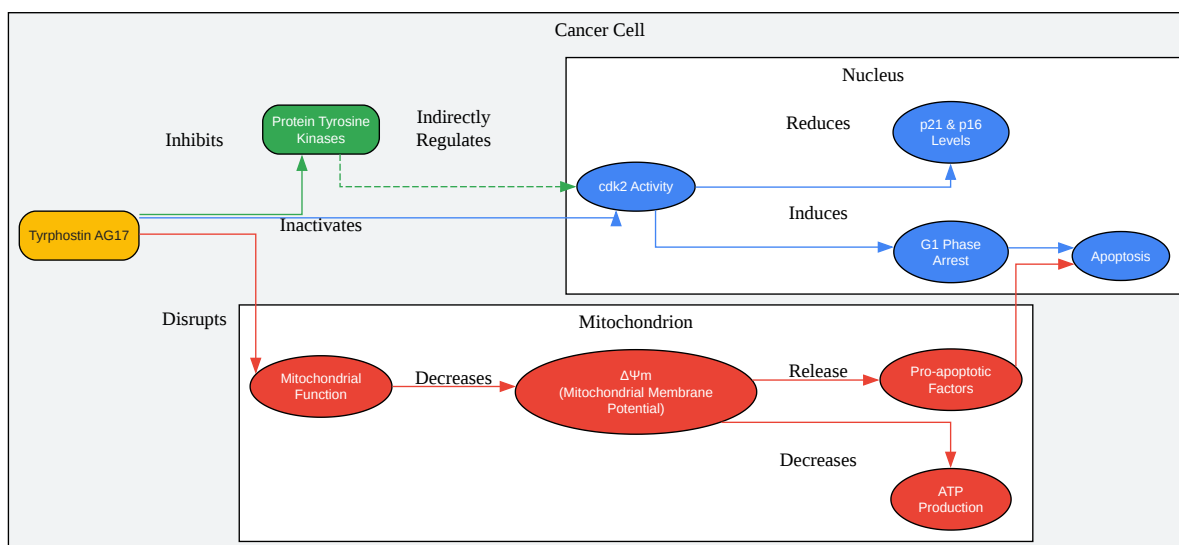 Cancer Cell
Nucleus
Protein Tyrosine
Kinases
Indirectly
Regulates
Inhibits
Reduces
p21 & p16
Levels
cdk2 Activity
Tyrphostin AG17
Inactivates
Induces
G1 Phase
Arrest
Apoptosis
Disrupts
Mitochondrion
Mitochondrial
Function
Decreases
ΔΨm
(Mitochondrial Membrane
Potential)
Release
Pro-apoptotic
Factors
Decreases
ATP
Production